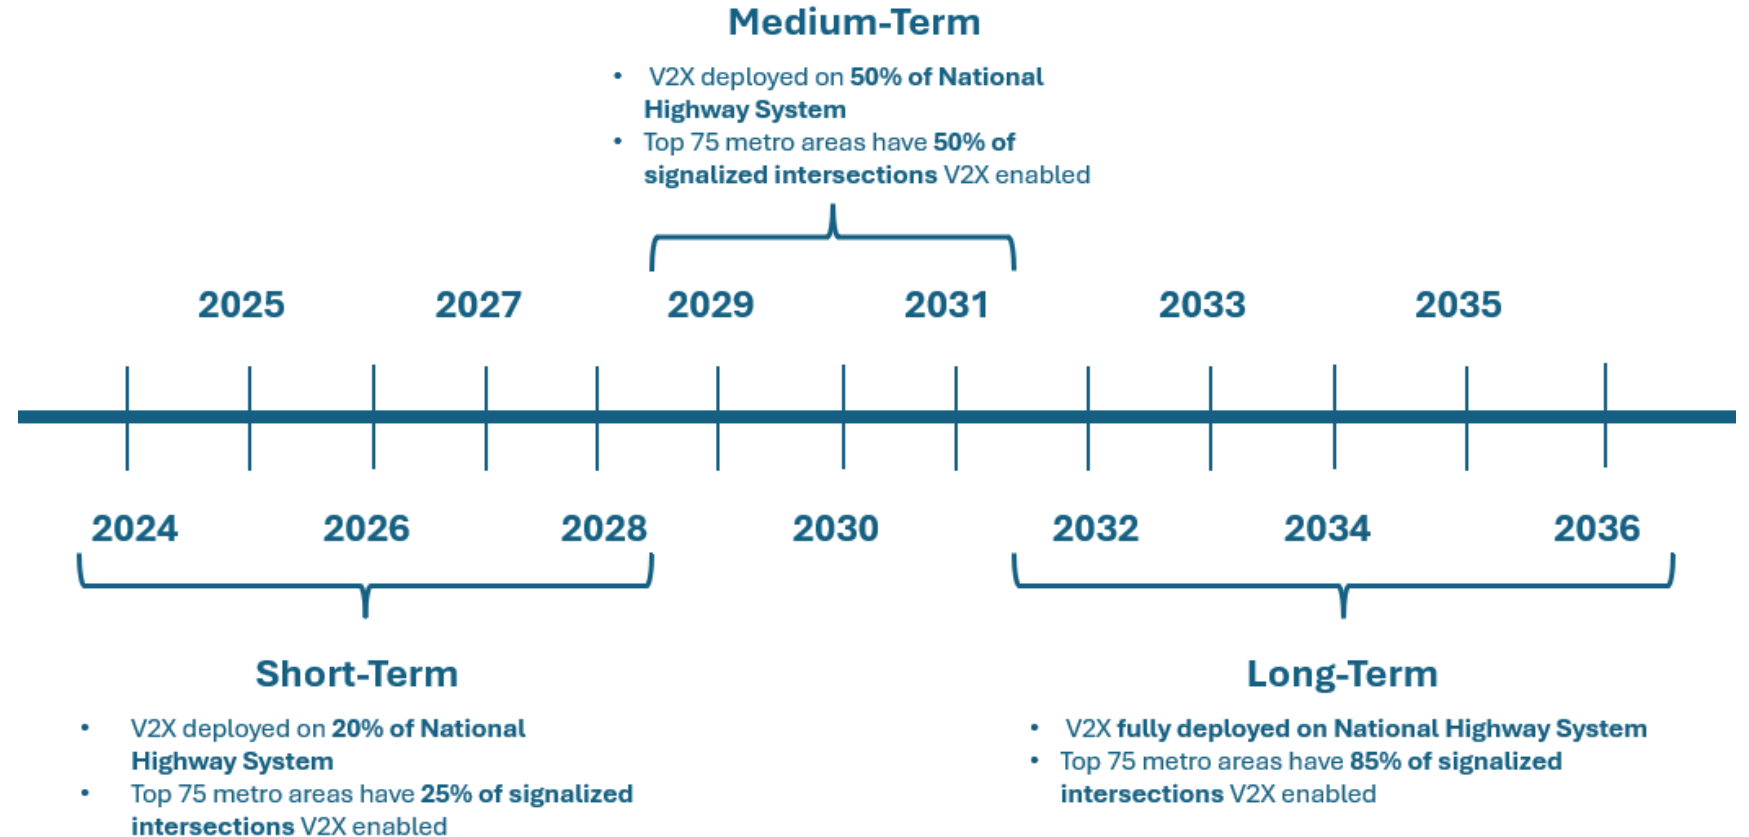 Medium-Term
• V2X deployed on 50% of National
Highway System
• Top 75 metro areas have 50% of
signalized intersections V2X enabled
2025 2027 2029 2031 2033 2035
2024 2026 2028 2030 2032 2034 2036
Short-Term
• V2X deployed on 20% of National
Highway System
• Top 75 metro areas have 25% of signalized
intersections V2X enabled
Long-Term
• V2X fully deployed on National Highway System
• Top 75 metro areas have 85% of signalized
intersections V2X enabled